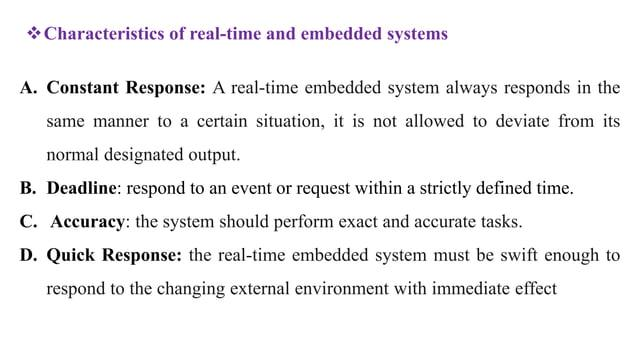 ❖Characteristics of real-time and embedded systems
A. Constant Response: A real-time embedded system always responds in the
same manner to a certain situation, it is not allowed to deviate from its
normal designated output.
B. Deadline: respond to an event or request within a strictly defined time.
C. Accuracy: the system should perform exact and accurate tasks.
D. Quick Response: the real-time embedded system must be swift enough to
respond to the changing external environment with immediate effect